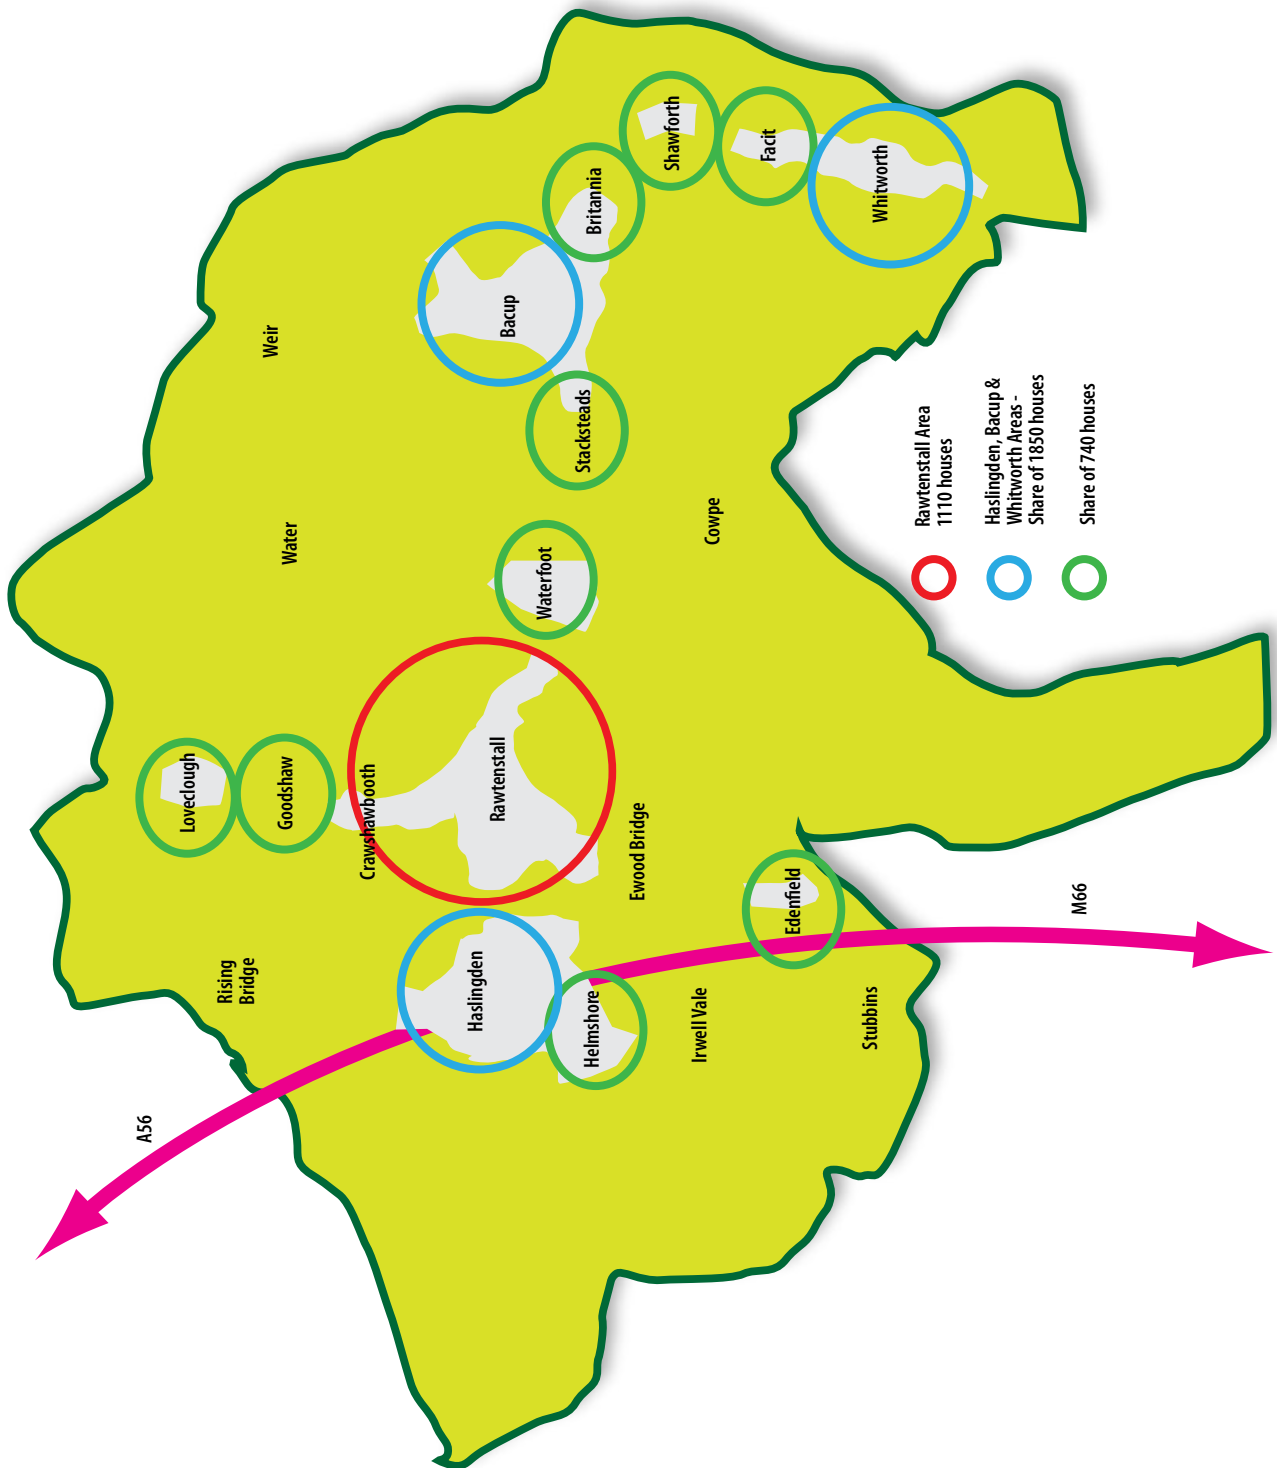 A56
Loveclough
Rising
Bridge
Weir
Goodshaw
Water
Crawshawbooth
Haslingden
Rawtenstall
Bacup
Waterfoot
Stacksteads
Helmshore
Britannia
Ewood Bridge
Shawforth
Irwell Vale
Cowpe
Facit
Edenfield
Stubbins
Whitworth
M66
Rawtenstall Area
1110 houses
Haslingden, Bacup &
Whitworth Areas -
Share of 1850 houses
Share of 740 houses